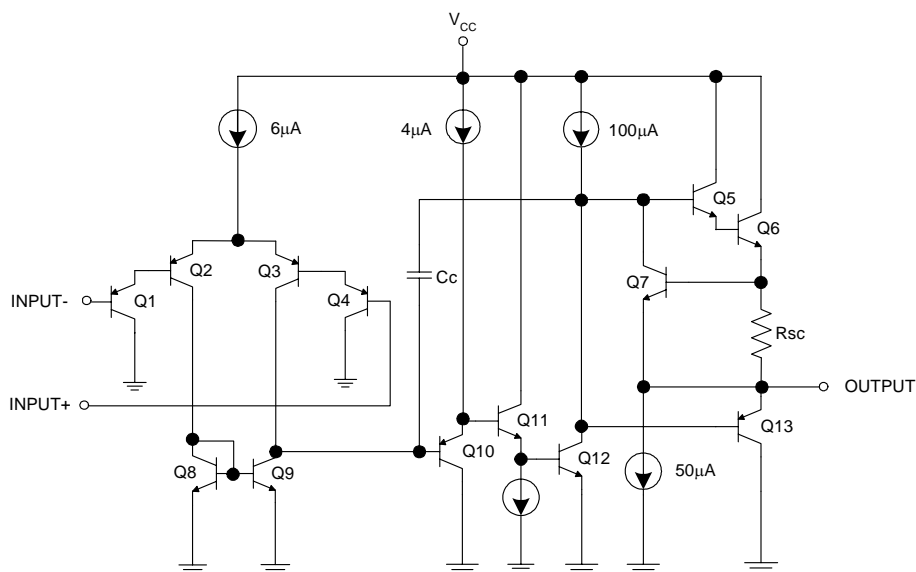 VCC
6μA
4μA
100μA
Q5
Q6
Q2
Q3
Cc
Q7
INPUT-
Q1
Q4
Rsc
OUTPUT
INPUT+
Q11
Q13
Q8
Q9
Q10
Q12
50μA